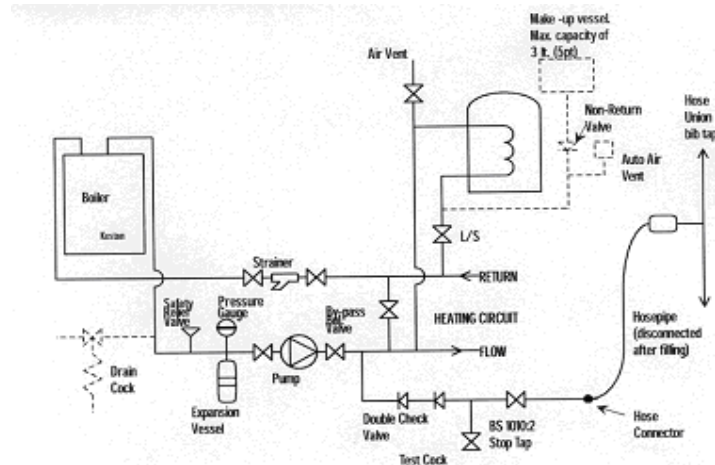 Make -up vessel.
Max. capacity of
3 lt. (5pt)
Air Vent
Non-Return
Valve
Hose
Union
bib tap
Auto Air
Vent
Boiler
Keston
L/S
Strainer
RETURN
Safety
Relief
Valve
Pressure
Gauge
By-pass
Valve
HEATING CIRCUIT
Hosepipe
(disconnected
after filling)
FLOW
Drain
Cock
Pump
Expansion
Vessel
Double Check
Valve
BS 1010:2
Stop Tap
Hose
Connector
Test Cock